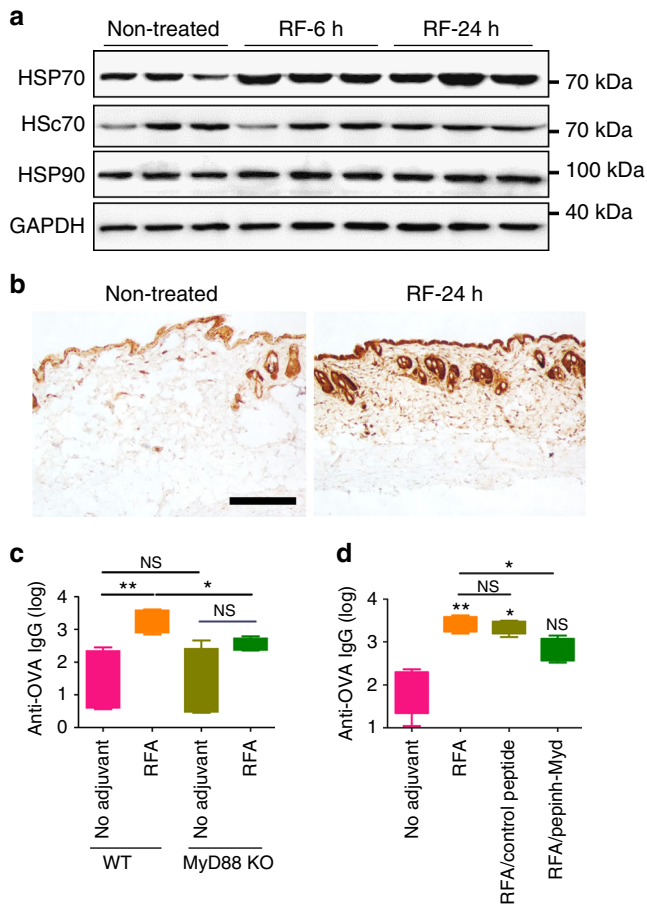 a
Non-treated RF-6 h RF-24 h
HSP70 70 kDa
HSc70 70 kDa
HSP90 100 kDa
40 kDa
GAPDH
b
Non-treated RF-24 h
c
NS
** *
NS
Anti-OVA IgG (log)
4
3
2
1
0
No adjuvant
RFA
No adjuvant
RFA
WT MyD88 KO
d
*
NS
** * NS
Anti-OVA IgG (log)
4
3
2
1
No adjuvant
RFA
RFA/control peptide
RFA/pepinh-Myd